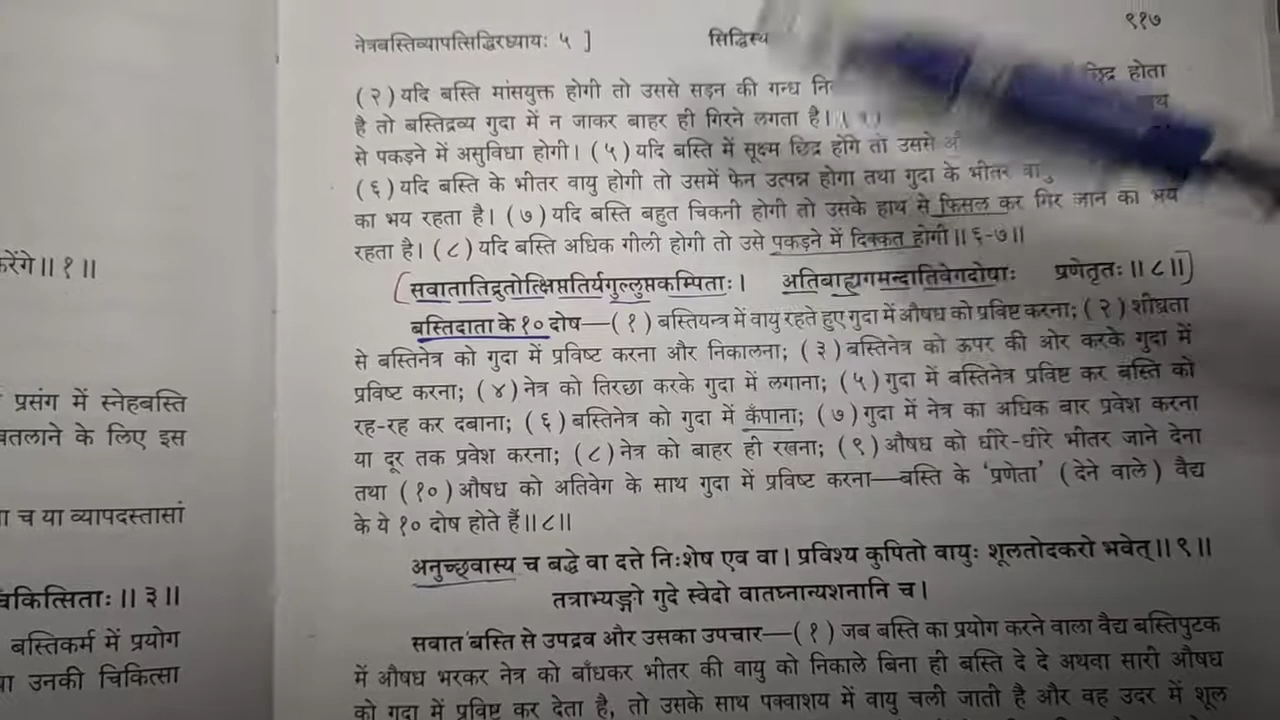 ९१७
नेत्रबस्तिव्यापत्सिद्धिरध्यायः ५ ] सिद्धिस्थ
(२) यदि बस्ति मांसयुक्त होगी तो उससे सड़न की गन्ध छिद्र होता
है तो बस्तिद्रव्य गुदा में न जाकर बाहर ही गिरने लगता है।
से पकड़ने में असुविधा होगी। (५) यदि बस्ति में सूक्ष्म छिद्र होंगे तो उससे
(६) यदि बस्ति के भीतर वायु होगी तो उसमें फेन उत्पन्न होगा तथा गुदा के भीतर
का भय रहता है। (७) यदि बस्ति बहुत चिकनी होगी तो उसके हाथ से फिसल कर गिर जाने का भय
रहता है। (८) यदि बस्ति अधिक गीली होगी तो उसे पकड़ने में दिक्कत होगी॥६-७॥
सवातातिद्रुतोत्क्षिप्ततिर्यगुल्लुप्तकम्पिताः। अतिबाह्यगमन्दातिवेगदोषाः प्रणेतृतः॥८॥
बस्तिदाता के १० दोष—(१) बस्तियन्त्र में वायु रहते हुए गुदा में औषध को प्रविष्ट करना; (२) शीघ्रता
से बस्तिनेत्र को गुदा में प्रविष्ट करना और निकालना; (३) बस्तिनेत्र को ऊपर की ओर करके गुदा में
प्रविष्ट करना; (४) नेत्र को तिरछा करके गुदा में लगाना; (५) गुदा में बस्तिनेत्र प्रविष्ट कर बस्ति को
रह-रह कर दबाना; (६) बस्तिनेत्र को गुदा में कँपाना; (७) गुदा में नेत्र का अधिक बार प्रवेश करना
या दूर तक प्रवेश करना; (८) नेत्र को बाहर ही रखना; (९) औषध को धीरे-धीरे भीतर जाने देना
तथा (१०) औषध को अतिवेग के साथ गुदा में प्रविष्ट करना—बस्ति के 'प्रणेता' (देने वाले) वैद्य
के ये १० दोष होते हैं॥८॥
अनुच्छ्वास्य च बद्धे वा दत्ते निःशेष एव वा। प्रविश्य कुपितो वायुः शूलतोदकरो भवेत्॥९॥
तत्राभ्यङ्गो गुदे स्वेदो वातघ्नान्यशनानि च।
सवात बस्ति से उपद्रव और उसका उपचार—(१) जब बस्ति का प्रयोग करने वाला वैद्य बस्तिपुटक
में औषध भरकर नेत्र को बाँधकर भीतर की वायु को निकाले बिना ही बस्ति दे दे अथवा सारी औषध
को गुदा में प्रविष्ट कर देता है, तो उसके साथ पक्वाशय में वायु चली जाती है और वह उदर में शूल
करेंगे॥१॥
प्रसंग में स्नेहबस्ति
बतलाने के लिए इस
च या व्यापदस्तासां
चिकित्सिताः॥३॥
बस्तिकर्म में प्रयोग
उनकी चिकित्सा